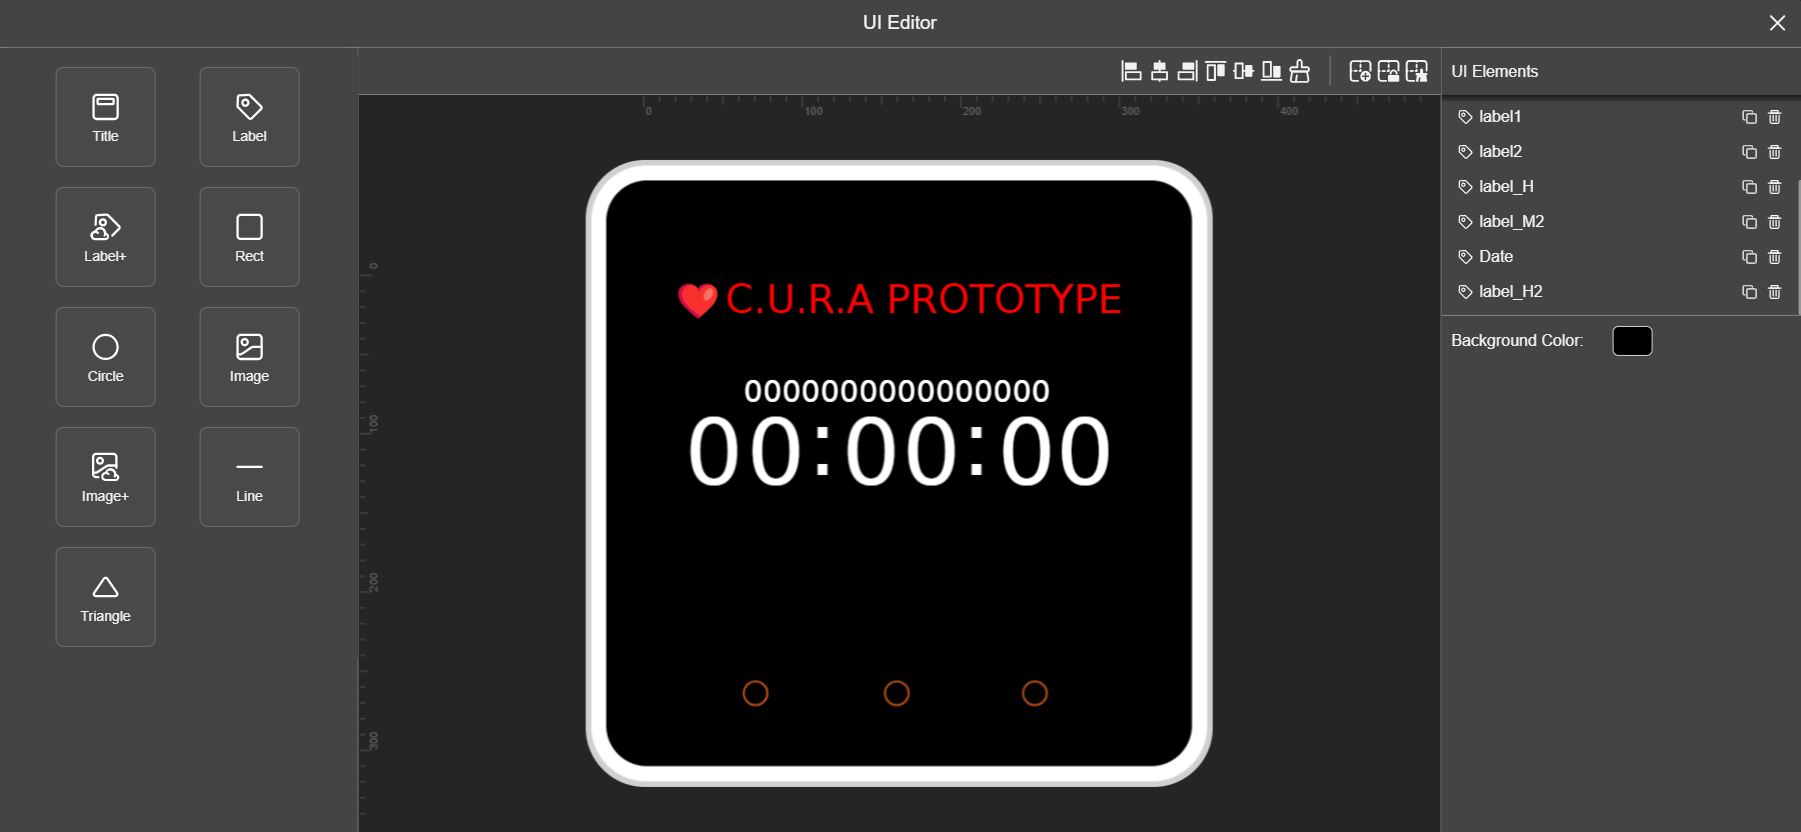 UI Editor
Title
Label
Label+
Rect
Circle
Image
Image+
Line
Triangle
0 100 200 300 400
0
100
200
300
C.U.R.A PROTOTYPE
0000000000000000
00:00:00
UI Elements
label1
label2
label_H
label_M2
Date
label_H2
Background Color: